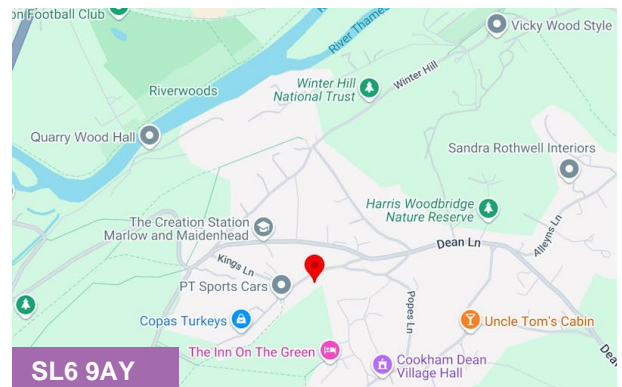 on Football Club
Vicky Wood Style
River Thames
River
Riverwoods
Winter Hill
National Trust
Winter Hill
Quarry Wood Hall
Sandra Rothwell Interiors
Harris Woodbridge
Nature Reserve
The Creation Station
Marlow and Maidenhead
Dean Ln
Alleyns Ln
Kings Ln
PT Sports Cars
Popes Ln
Copas Turkeys
Uncle Tom's Cabin
The Inn On The Green
Cookham Dean
Village Hall
Dean
SL6 9AY